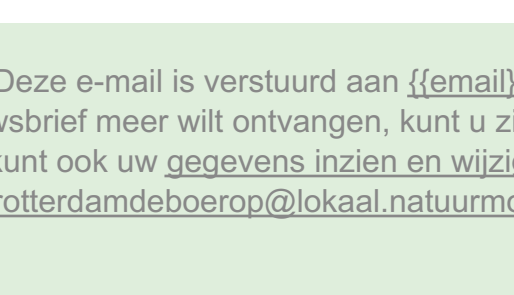 Deze e-mail is verstuurd aan {{email}
wsbrief meer wilt ontvangen, kunt u zi
kunt ook uw gegevens inzien en wijzi
rotterdamdeboerop@lokaal.natuurm